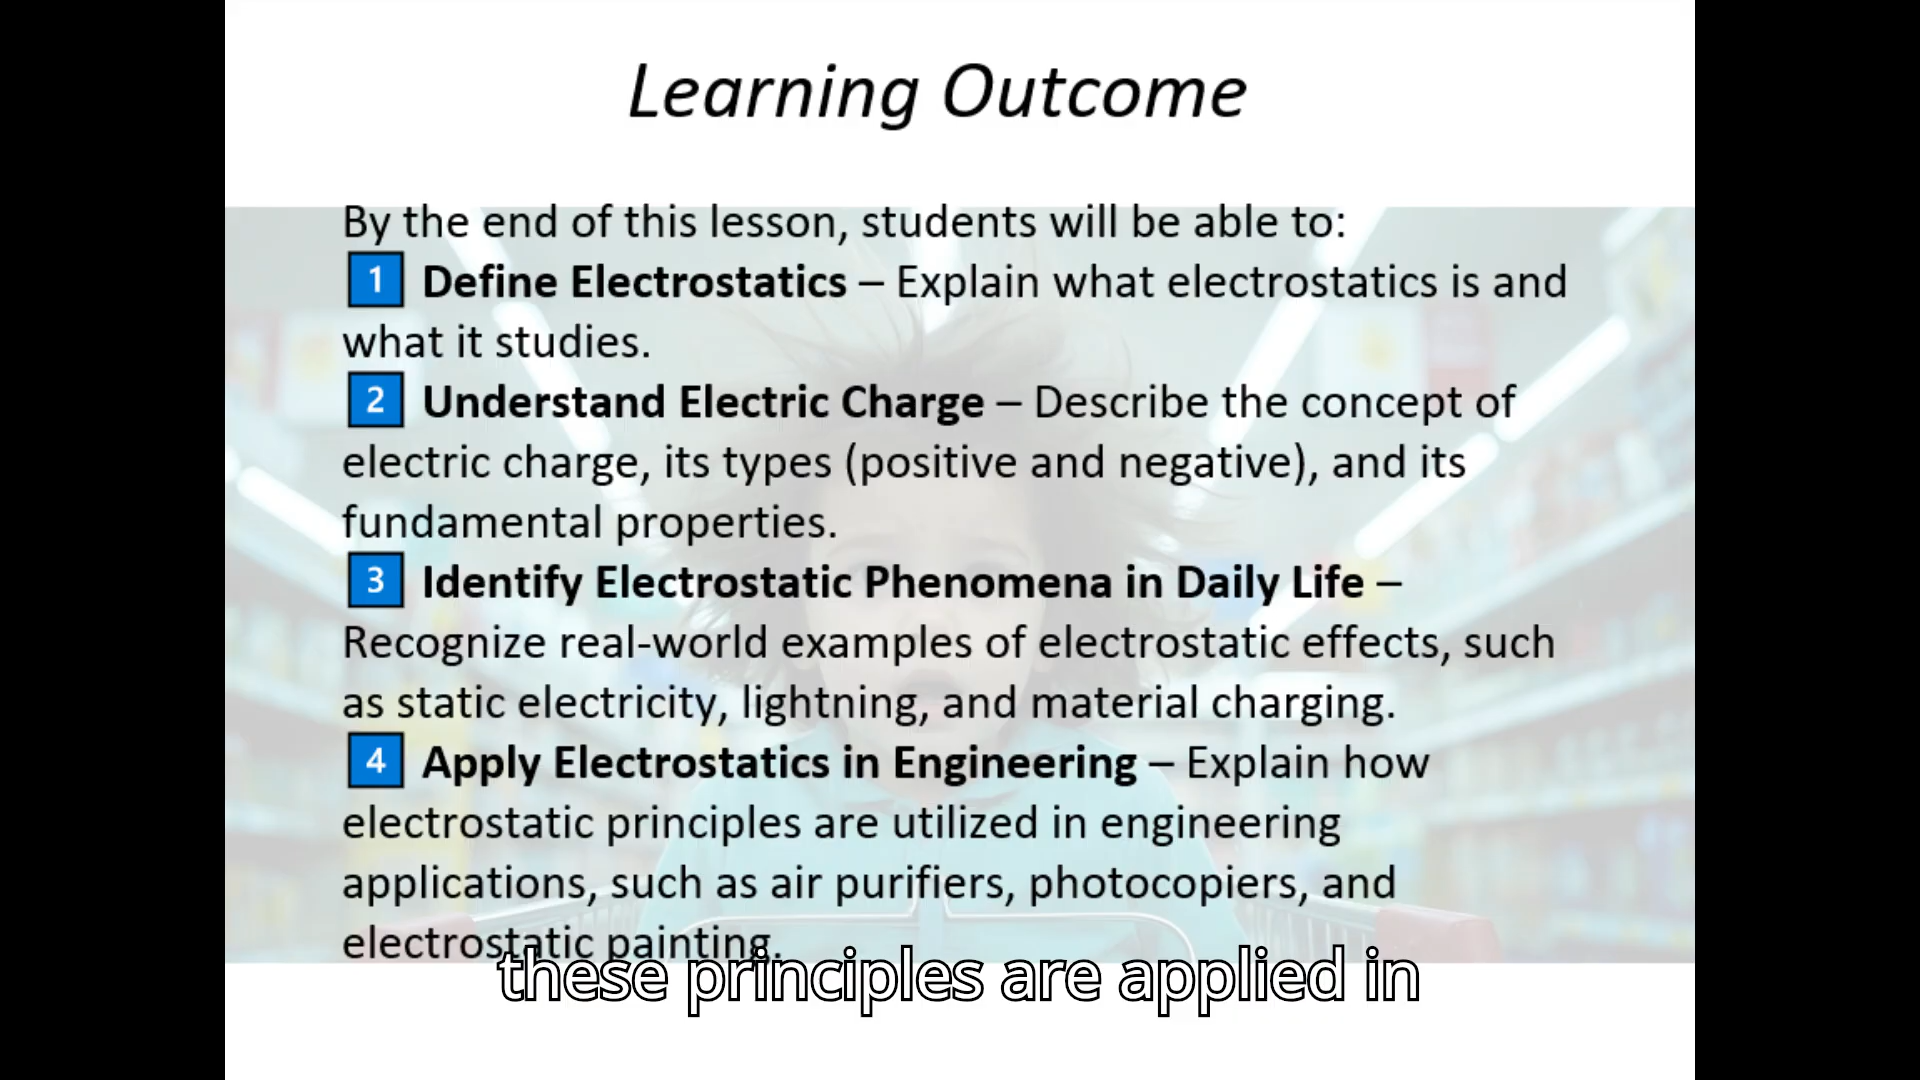 Learning Outcome
By the end of this lesson, students will be able to:
1 Define Electrostatics – Explain what electrostatics is and
what it studies.
2 Understand Electric Charge – Describe the concept of
electric charge, its types (positive and negative), and its
fundamental properties.
3 Identify Electrostatic Phenomena in Daily Life –
Recognize real-world examples of electrostatic effects, such
as static electricity, lightning, and material charging.
4 Apply Electrostatics in Engineering – Explain how
electrostatic principles are utilized in engineering
applications, such as air purifiers, photocopiers, and
electrostatic painting.
these principles are applied in